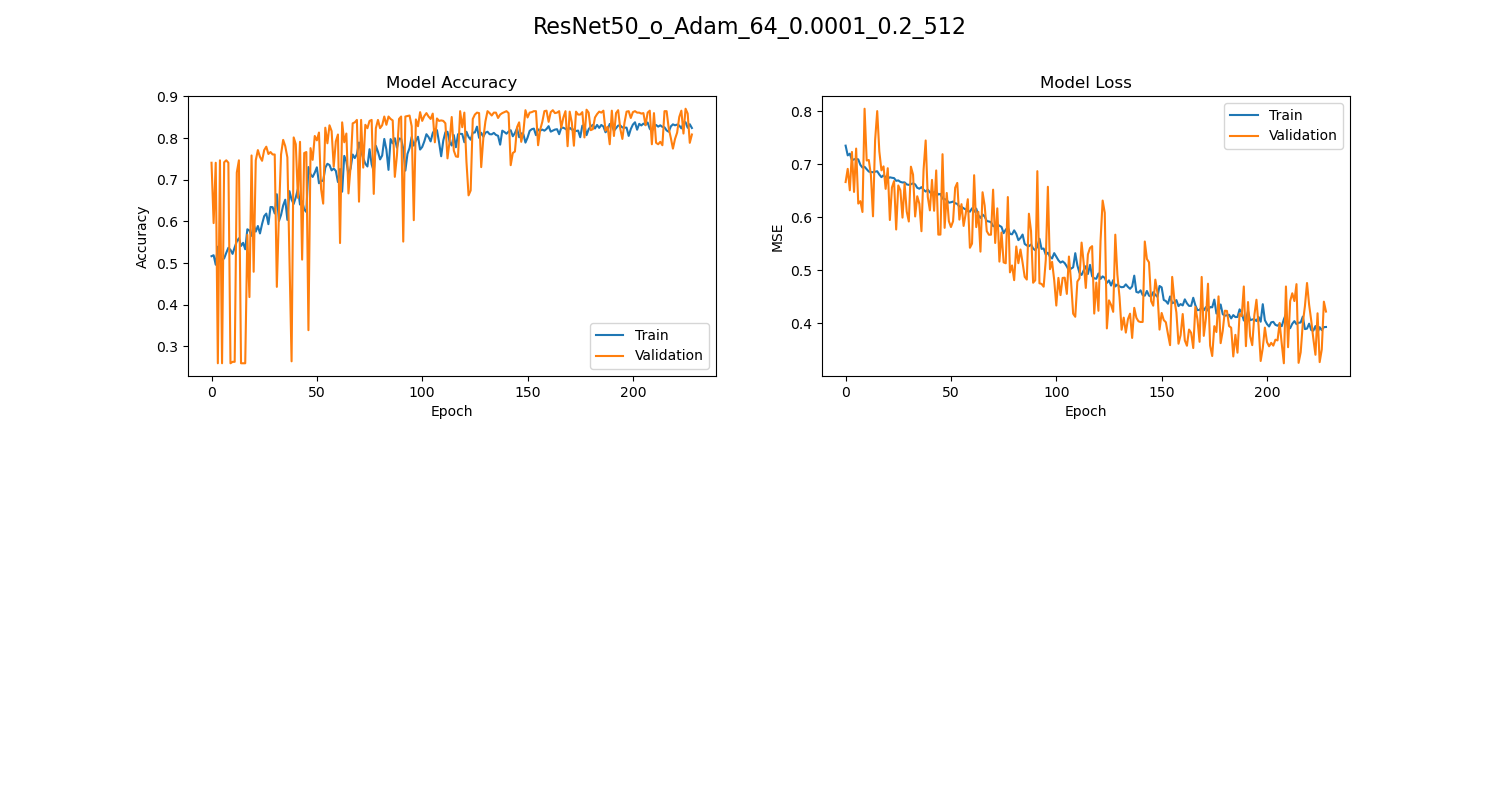 ResNet50_o_Adam_64_0.0001_0.2_512
Model Accuracy
0.9
0.8
0.7
0.6
0.5
0.4
0.3
Accuracy
0
50
100
150
200
Epoch
Train
Validation
Model Loss
0.8
0.7
0.6
0.5
0.4
MSE
0
50
100
150
200
Epoch
Train
Validation